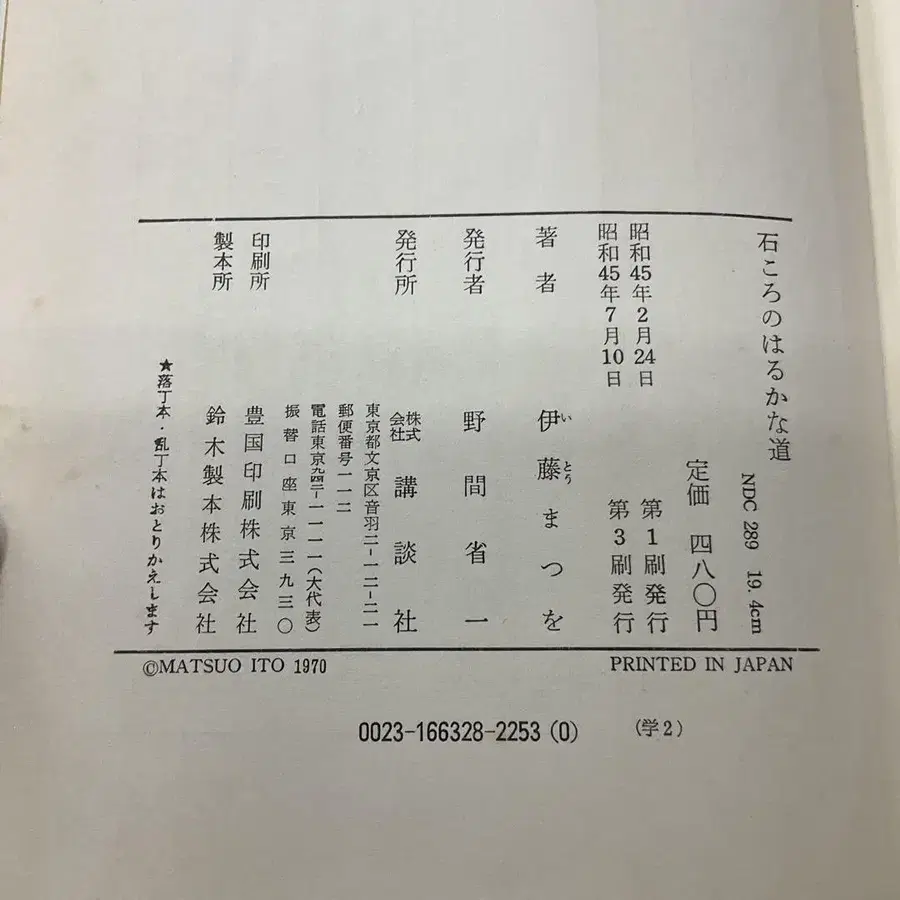 石ころのはるかな道
NDC 289 19.4cm
定価 四八〇円
昭和45年2月24日 第1刷発行
昭和45年7月10日 第3刷発行
著者 伊藤まつを
いとう
発行者 野間省一
発行所 株式会社 講談社
東京都文京区音羽二-一二-二一
郵便番号一一二
電話東京九四二-一一一一(大代表)
振替口座東京三九三〇
印刷所 豊国印刷株式会社
製本所 鈴木製本株式会社
★落丁本・乱丁本はおとりかえします
©MATSUO ITO 1970
PRINTED IN JAPAN
0023-166328-2253(0)
(学2)